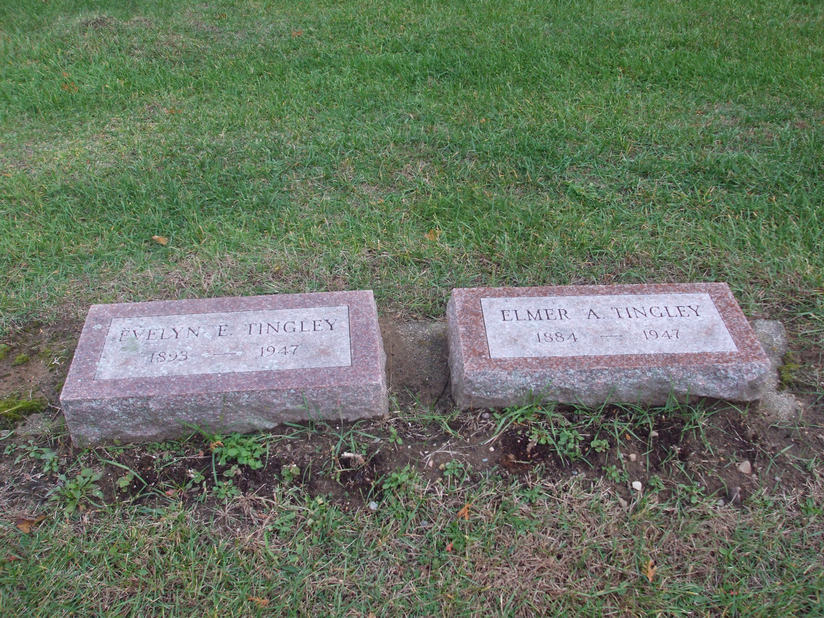 EVELYN E. TINGLEY
1893 — 1947
ELMER A. TINGLEY
1884 — 1947